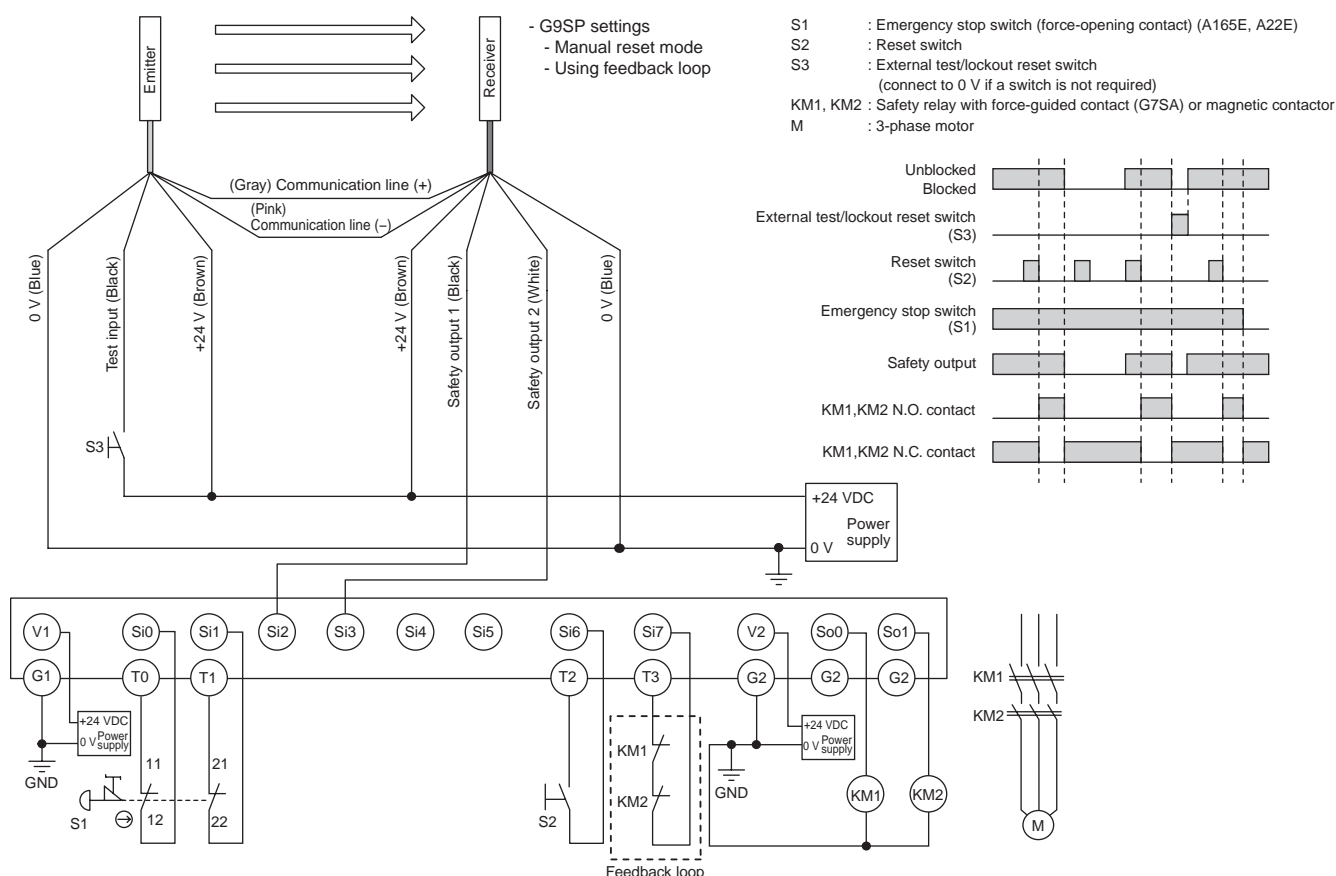 Emitter
Receiver
- G9SP settings
- Manual reset mode
- Using feedback loop
S1 : Emergency stop switch (force-opening contact) (A165E, A22E)
S2 : Reset switch
S3 : External test/lockout reset switch
(connect to 0 V if a switch is not required)
KM1, KM2 : Safety relay with force-guided contact (G7SA) or magnetic contactor
M : 3-phase motor
(Gray) Communication line (+)
(Pink)
Communication line (–)
0 V (Blue)
Test input (Black)
+24 V (Brown)
+24 V (Brown)
Safety output 1 (Black)
Safety output 2 (White)
0 V (Blue)
S3
+24 VDC
Power
supply
0 V
Unblocked
Blocked
External test/lockout reset switch
(S3)
Reset switch
(S2)
Emergency stop switch
(S1)
Safety output
KM1,KM2 N.O. contact
KM1,KM2 N.C. contact
V1 Si0 Si1 Si2 Si3 Si4 Si5 Si6 Si7 V2 So0 So1
G1 T0 T1 T2 T3 G2 G2 G2
+24 VDC
Power
0 V supply
GND
11 21
S1
12 22
S2
KM1
KM2
Feedback loop
+24 VDC
Power
0 V supply
GND
KM1 KM2
KM1
KM2
M